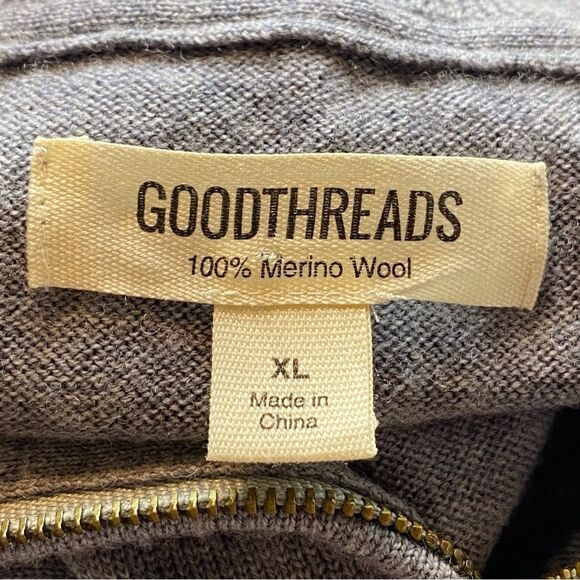 GOODTHREADS
100% Merino Wool
XL
Made in
China